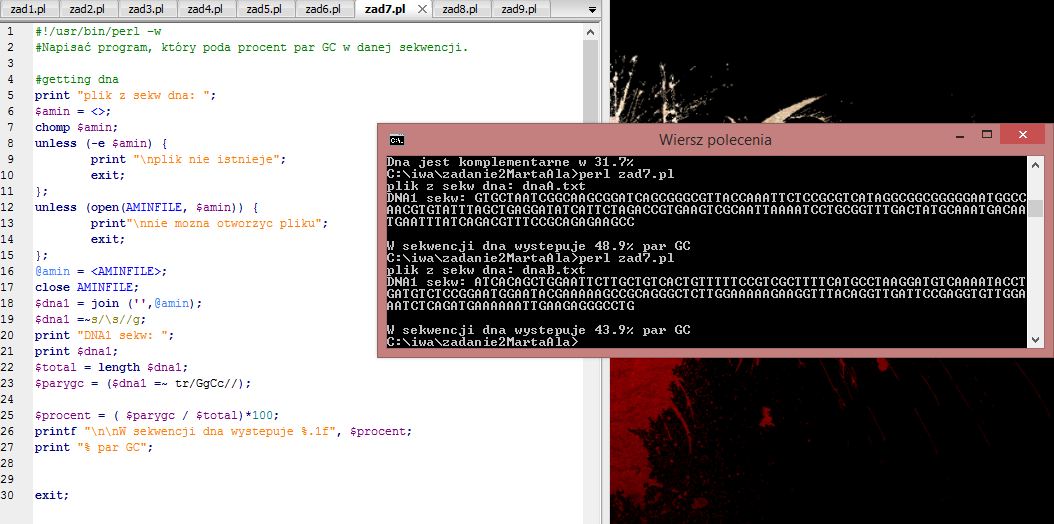 zad1.pl zad2.pl zad3.pl zad4.pl zad5.pl zad6.pl zad7.pl zad8.pl zad9.pl
1 #!/usr/bin/perl -w
2 #Napisać program, który poda procent par GC w danej sekwencji.
3
4 #getting dna
5 print "plik z sekw dna: ";
6 $amin = <>;
7 chomp $amin;
8 unless (-e $amin) {
9 print "\nplik nie istnieje";
10 exit;
11 };
12 unless (open(AMINFILE, $amin)) {
13 print"\nnie mozna otworzyc pliku";
14 exit;
15 };
16 @amin = <AMINFILE>;
17 close AMINFILE;
18 $dna1 = join ('',@amin);
19 $dna1 =~s/\s//g;
20 print "DNA1 sekw: ";
21 print $dna1;
22 $total = length $dna1;
23 $parygc = ($dna1 =~ tr/GgCc//);
24
25 $procent = ( $parygc / $total)*100;
26 printf "\n\nW sekwencji dna wystepuje %.1f", $procent;
27 print "% par GC";
28
29
30 exit;
C:\.
Wiersz polecenia
Dna jest komplementarne w 31.7%
C:\iwa\zadanie2MartaAla>perl zad7.pl
plik z sekw dna: dnaA.txt
DNA1 sekw: GTGCTAATCGGCAAGCGGATCAGCGGGCGTTACCAAATTCTCCGCGTCATAGGCGGCGGGGGAATGGCC
AACGTGTATTTAGCTGAGGATATCATTCTAGACCGTGAAGTCGCAATTAAAATCCTGCGGTTTGACTATGCAAATGACAA
TGAATTTATCAGACGTTTCCGCAGAGAAGCC
W sekwencji dna wystepuje 48.9% par GC
C:\iwa\zadanie2MartaAla>perl zad7.pl
plik z sekw dna: dnaB.txt
DNA1 sekw: ATCACAGCTGGAATTCTTGCTGTCACTGTTTTTCCGTCGCTTTTCATGCCTAAGGATGTCAAAATACCT
GATGTCTCCGGAATGGAATACGAAAAAGCCGCAGGGCTCTTGGAAAAAGAAGGTTTACAGGTTGATTCCGAGGTGTTGGA
AATCTCAGATGAAAAAATTGAAGAGGGCCTG
W sekwencji dna wystepuje 43.9% par GC
C:\iwa\zadanie2MartaAla>